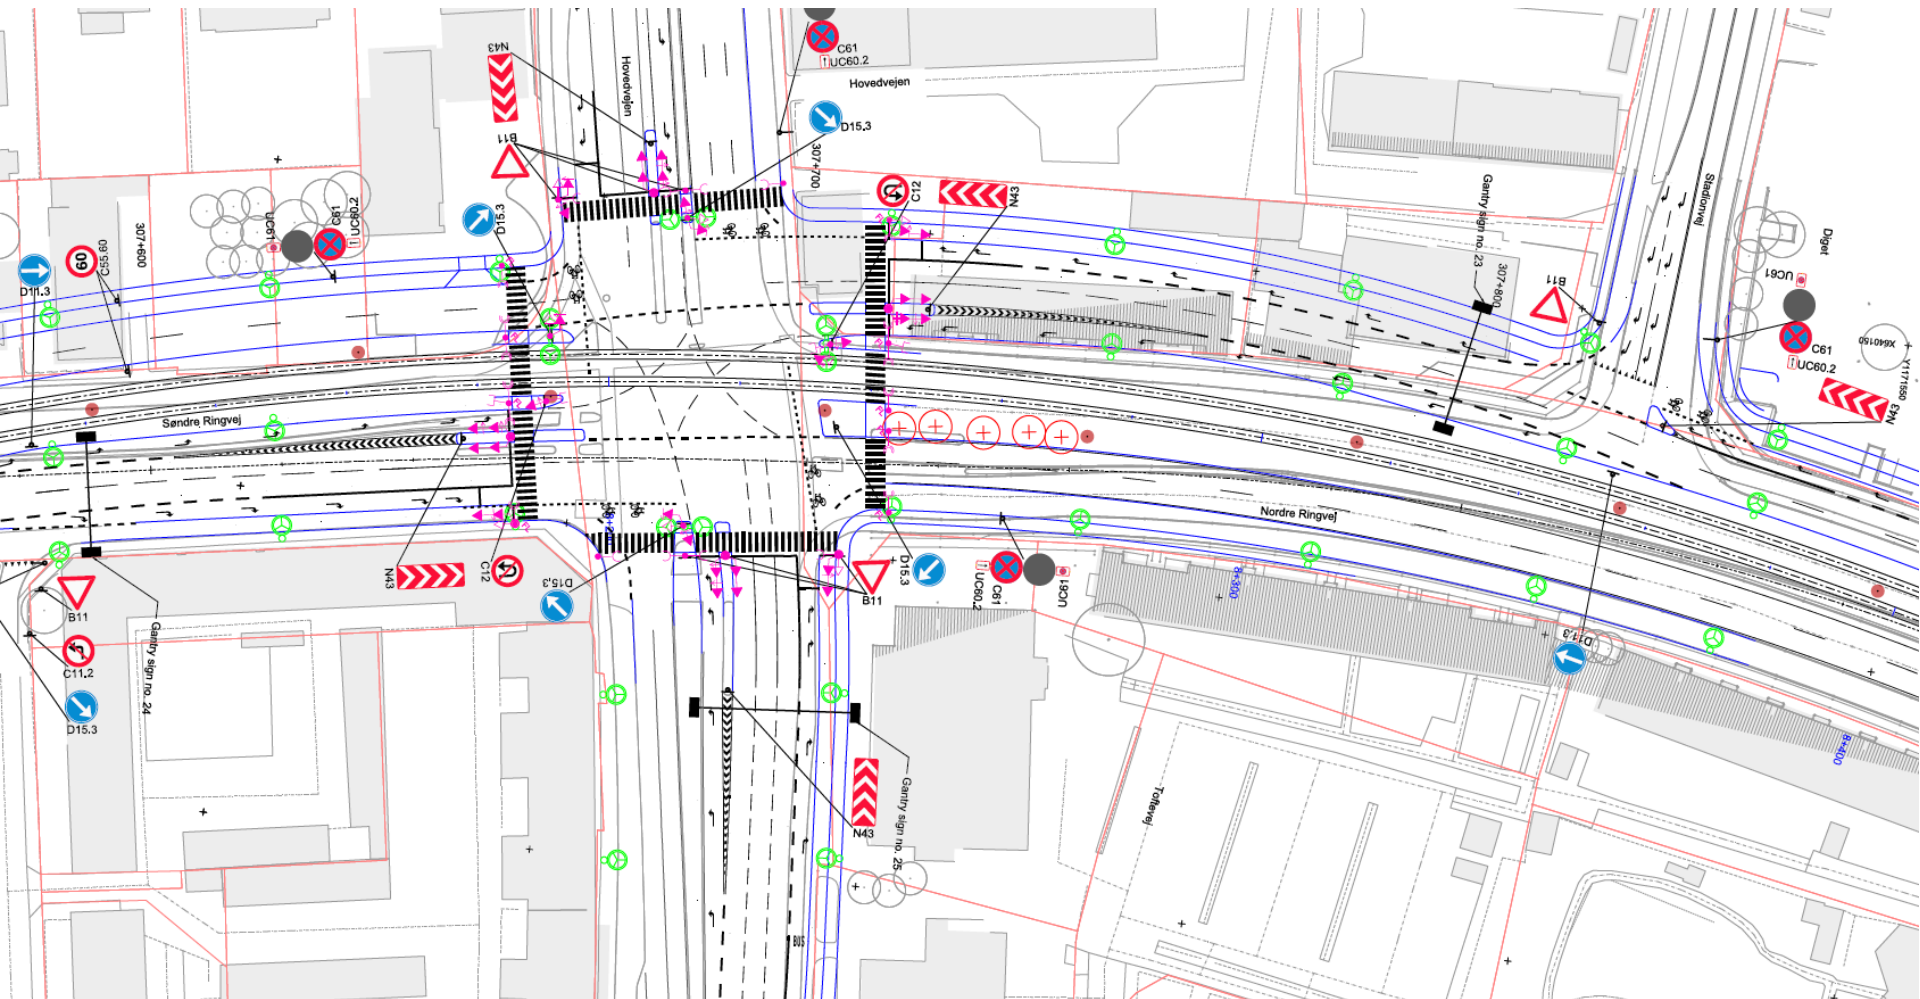 N43
Hovedvejen
C61
UC60.2
Hovedvejen
D15.3
B11
307+700
C12
N43
D15.3
UC61
C61
UC60.2
307+690
60
C55.60
D11.3
Gantry sign no. 23
307+800
Stadionvej
Diget
B11
UC61
C61
UC60.2
X640150
Y1171550
N43
Søndre Ringvej
Nordre Ringvej
N43
C12
D15.3
B11
D15.3
UC60.2
C61
UC61
8+300
D11.3
B11
C11.2
D15.3
Gantry sign no. 24
Gantry sign no. 25
N43
Toftevej
8+400
BUS